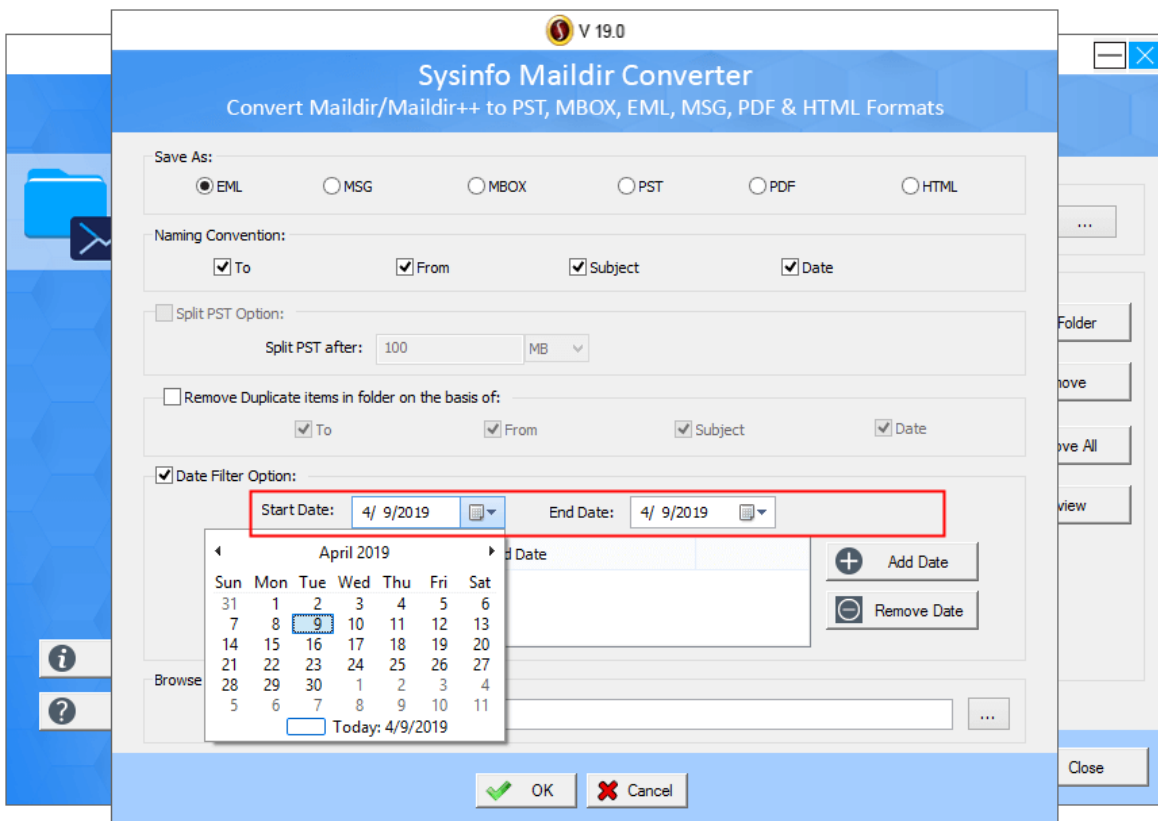 V 19.0
Sysinfo Maildir Converter
Convert Maildir/Maildir++ to PST, MBOX, EML, MSG, PDF & HTML Formats
Save As:
EML MSG MBOX PST PDF HTML
...
Naming Convention:
To From Subject Date
Split PST Option:
Folder
Split PST after: 100 MB
Remove Duplicate items in folder on the basis of:
To From Subject Date
Date Filter Option:
Start Date: 4/ 9/2019 End Date: 4/ 9/2019
April 2019
Date
Add Date
Sun Mon Tue Wed Thu Fri Sat
31 1 2 3 4 5 6
7 8 9 10 11 12 13
Remove Date
14 15 16 17 18 19 20
21 22 23 24 25 26 27
28 29 30 1 2 3 4
5 6 7 8 9 10 11
Today: 4/9/2019
Browse
...
Close
OK Cancel